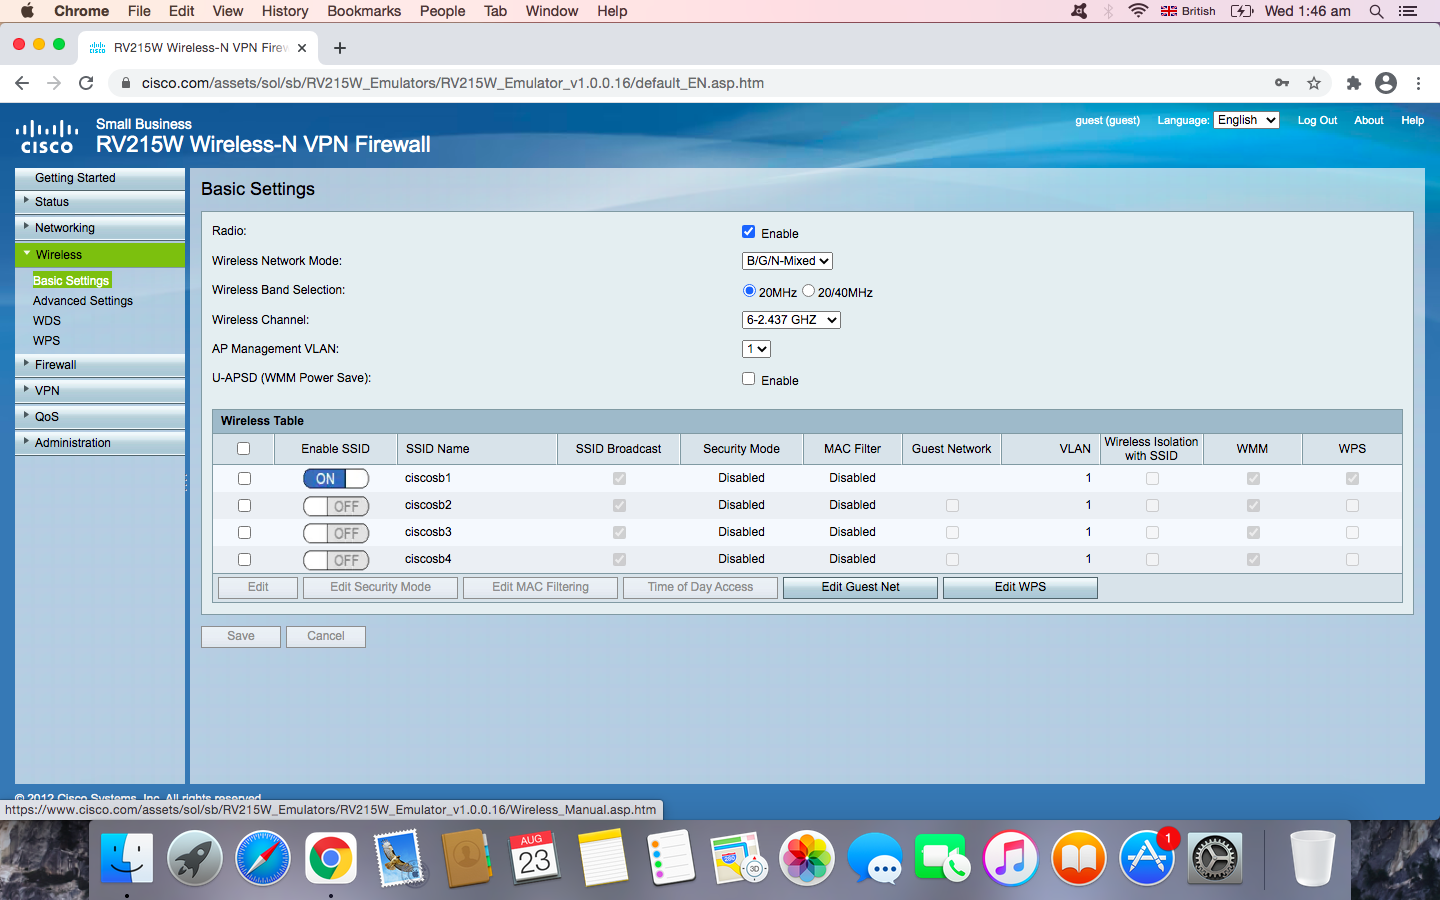 Chrome File Edit View History Bookmarks People Tab Window Help British Wed 1:46 am
RV215W Wireless-N VPN Firew
cisco.com/assets/sol/sb/RV215W_Emulators/RV215W_Emulator_v1.0.0.16/default_EN.asp.htm
cisco
Small Business
RV215W Wireless-N VPN Firewall
guest (guest) Language: English Log Out About Help
Getting Started
Status
Networking
Wireless
Basic Settings
Advanced Settings
WDS
WPS
Firewall
VPN
QoS
Administration
Basic Settings
Radio: Enable
Wireless Network Mode: B/G/N-Mixed
Wireless Band Selection: 20MHz 20/40MHz
Wireless Channel: 6-2.437 GHZ
AP Management VLAN: 1
U-APSD (WMM Power Save): Enable
Wireless Table
Enable SSID SSID Name SSID Broadcast Security Mode MAC Filter Guest Network VLAN Wireless Isolation with SSID WMM WPS
ON ciscosb1 Disabled Disabled 1
OFF ciscosb2 Disabled Disabled 1
OFF ciscosb3 Disabled Disabled 1
OFF ciscosb4 Disabled Disabled 1
Edit Edit Security Mode Edit MAC Filtering Time of Day Access Edit Guest Net Edit WPS
Save Cancel
© 2012 Cisco Systems, Inc. All rights reserved.
https://www.cisco.com/assets/sol/sb/RV215W_Emulators/RV215W_Emulator_v1.0.0.16/Wireless_Manual.asp.htm
AUG
23
280
3D
1